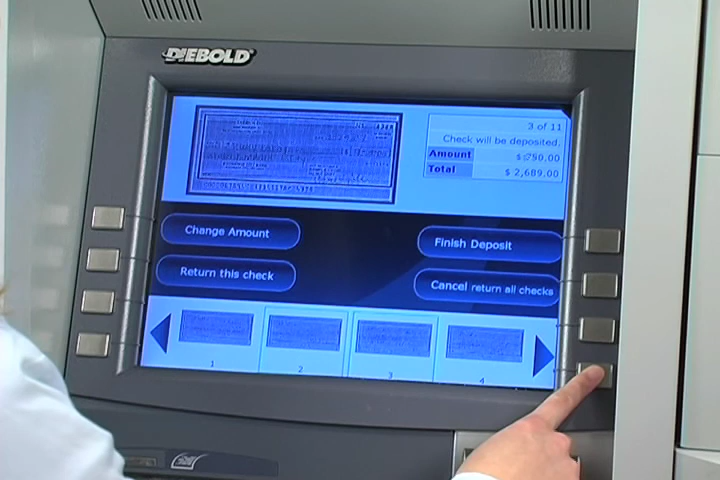 DIEBOLD
3 of 11
Check will be deposited.
Amount $ 790.00
Total $ 2,689.00
Change Amount
Finish Deposit
Return this check
Cancel return all checks
1
2
3
4